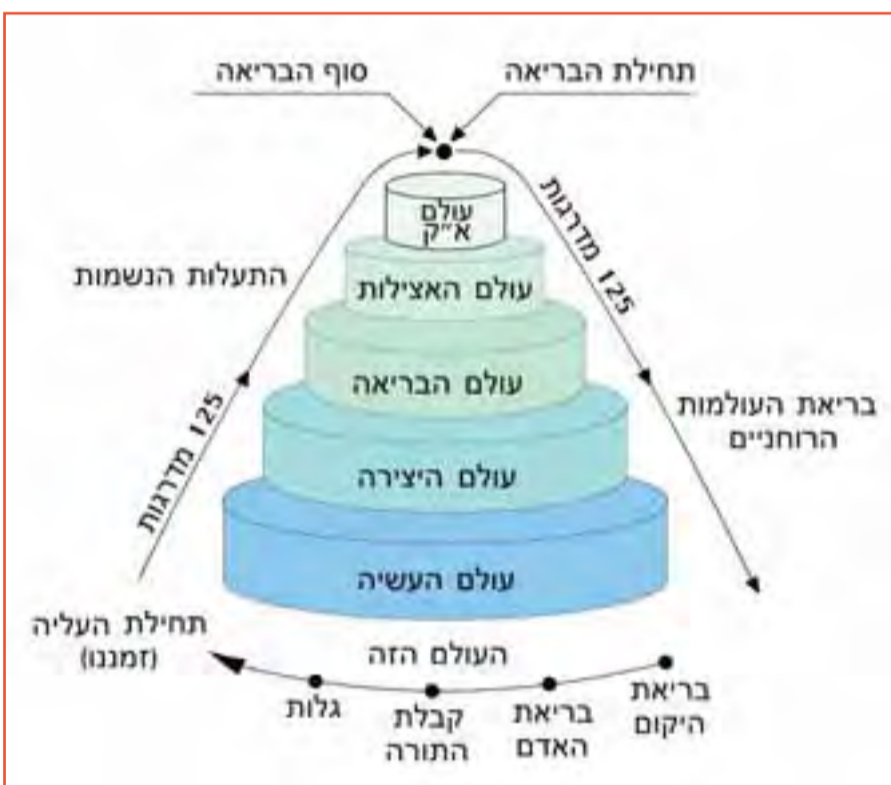 תחילת הבריאה
סוף הבריאה
125 מדרגות
בריאת העולמות
הרוחניים
עולם
א"ק
עולם האצילות
עולם הבריאה
עולם היצירה
עולם העשיה
העולם הזה
בריאת
היקום
בריאת
האדם
קבלת
התורה
גלות
תחילת העליה
(זמננו)
125 מדרגות
התעלות הנשמות